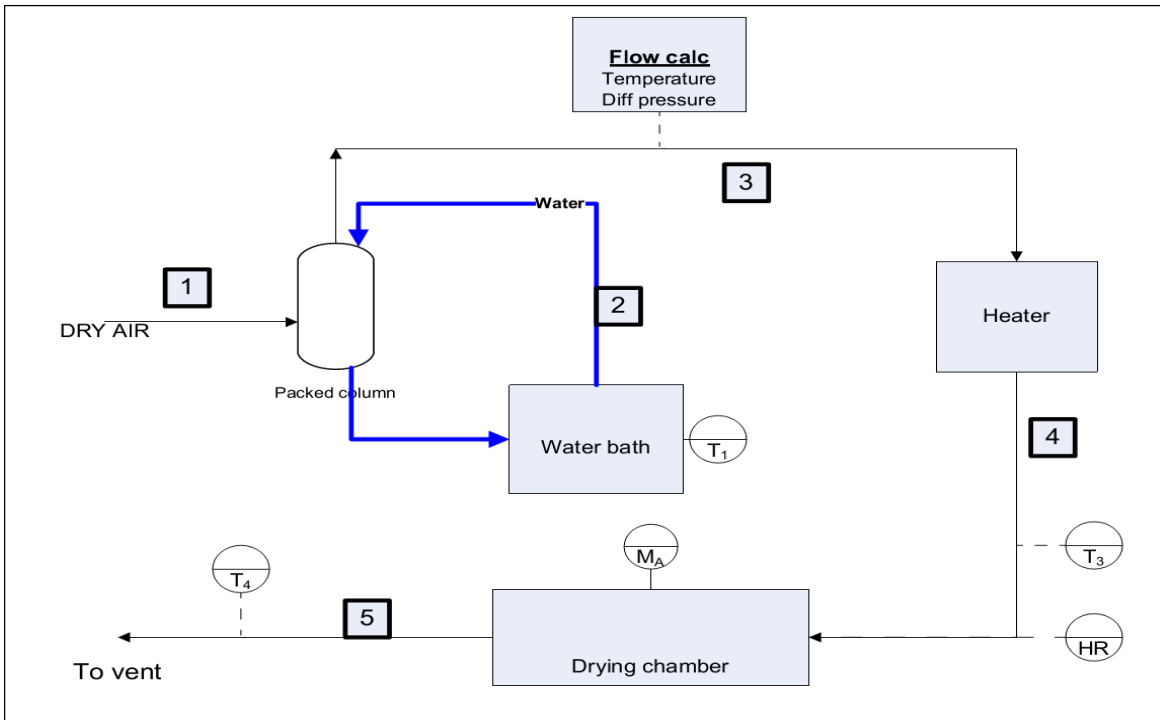 Flow calc
Temperature
Diff pressure
3
Water
1
DRY AIR
2
Heater
Packed column
Water bath
T₁
4
M_A
T₃
T₄
5
HR
To vent
Drying chamber